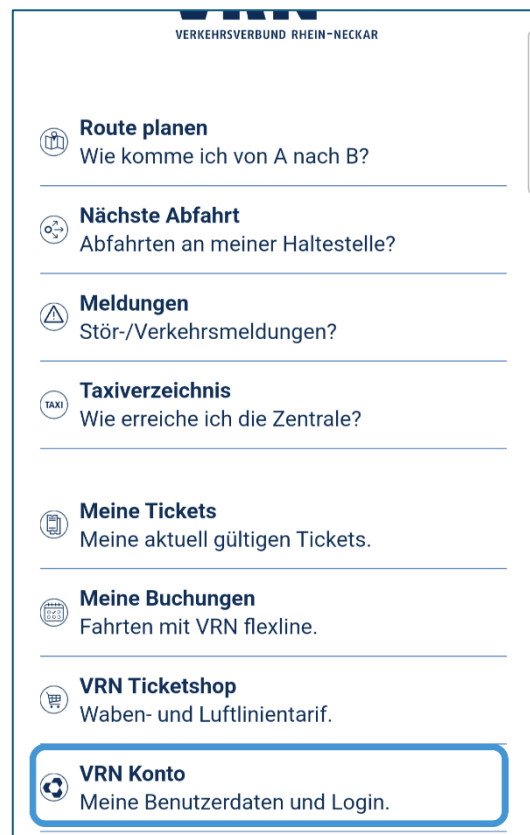 VERKEHRSVERBUND RHEIN-NECKAR
Route planen
Wie komme ich von A nach B?
Nächste Abfahrt
Abfahrten an meiner Haltestelle?
Meldungen
Stör-/Verkehrsmeldungen?
TAXI
Taxiverzeichnis
Wie erreiche ich die Zentrale?
Meine Tickets
Meine aktuell gültigen Tickets.
Meine Buchungen
Fahrten mit VRN flexline.
VRN Ticketshop
Waben- und Luftlinientarif.
VRN Konto
Meine Benutzerdaten und Login.